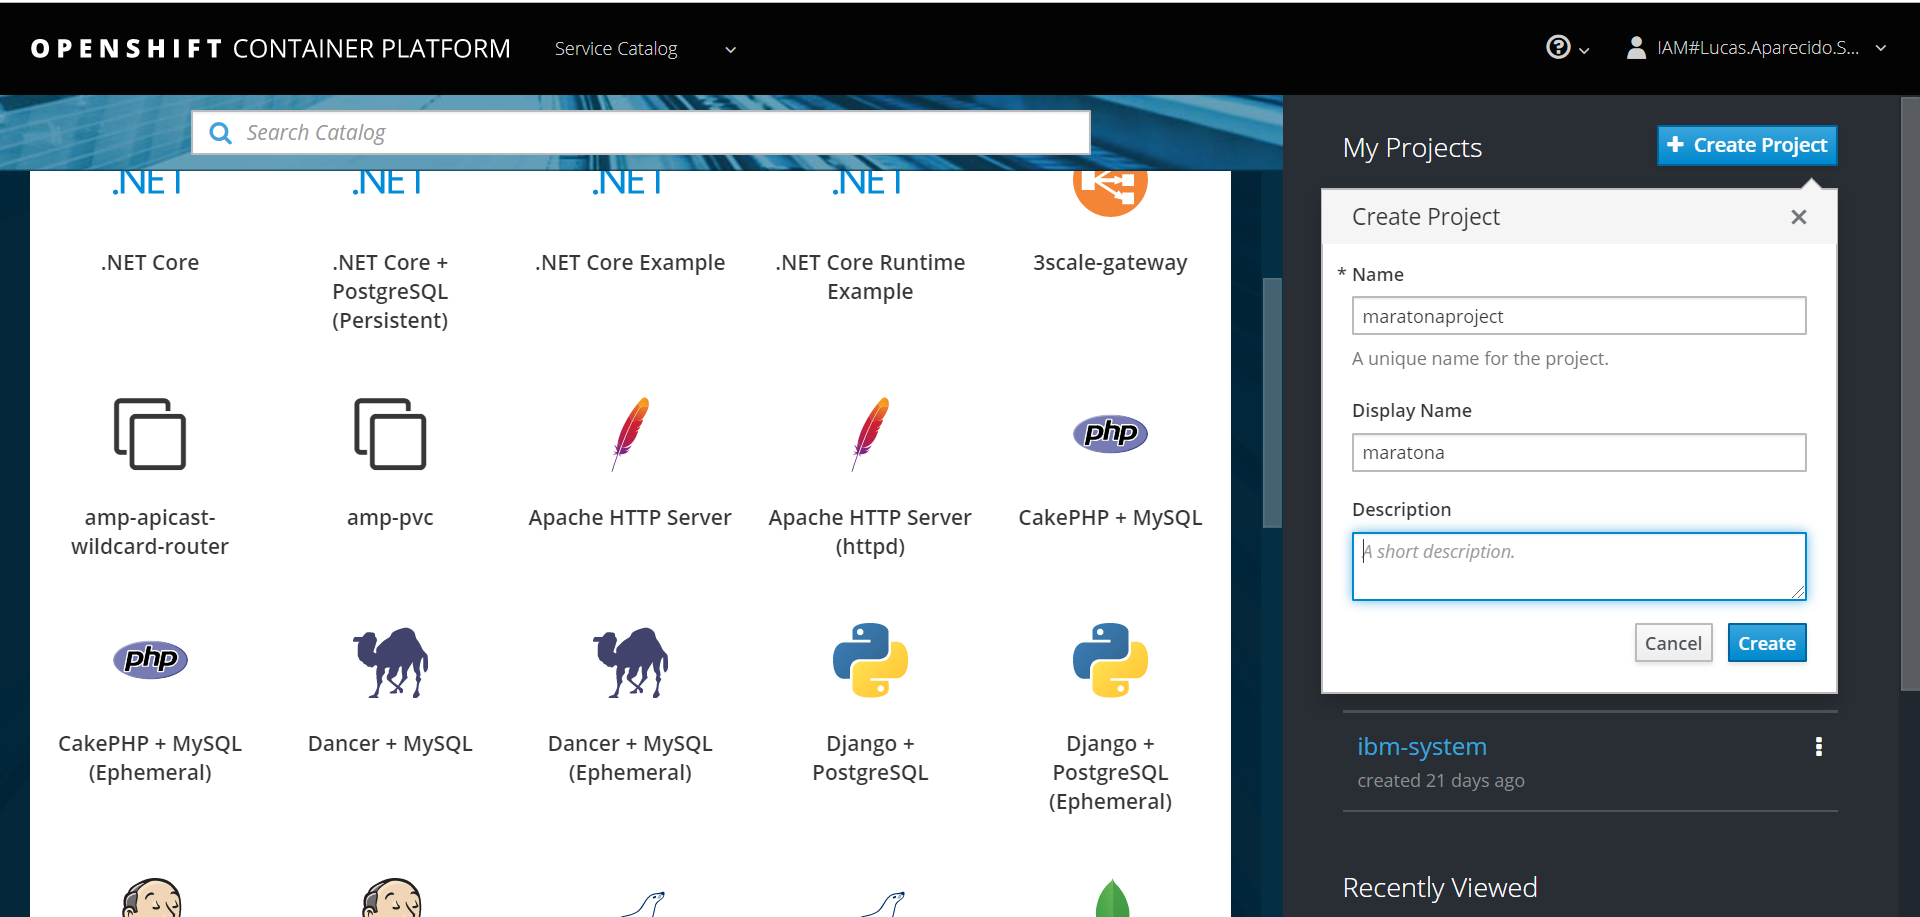 OPENSHIFT CONTAINER PLATFORM
Service Catalog
IAM#Lucas.Aparecido.S...
Search Catalog
.NET
.NET
.NET
.NET
.NET Core
.NET Core +
PostgreSQL
(Persistent)
.NET Core Example
.NET Core Runtime
Example
3scale-gateway
php
amp-apicast-
wildcard-router
amp-pvc
Apache HTTP Server
Apache HTTP Server
(httpd)
CakePHP + MySQL
php
CakePHP + MySQL
(Ephemeral)
Dancer + MySQL
Dancer + MySQL
(Ephemeral)
Django +
PostgreSQL
Django +
PostgreSQL
(Ephemeral)
My Projects
+ Create Project
Create Project
* Name
maratonaproject
A unique name for the project.
Display Name
maratona
Description
A short description.
Cancel
Create
ibm-system
created 21 days ago
Recently Viewed